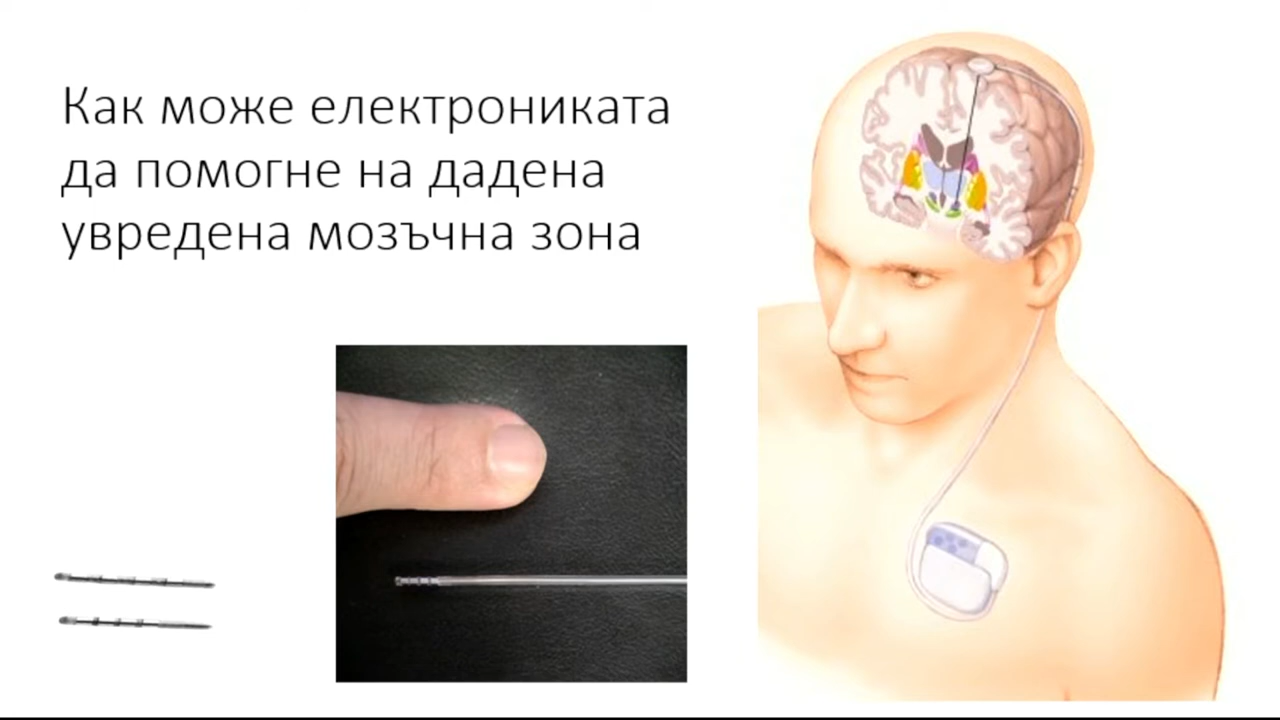 Как може електрониката
да помогне на дадена
увредена мозъчна зона